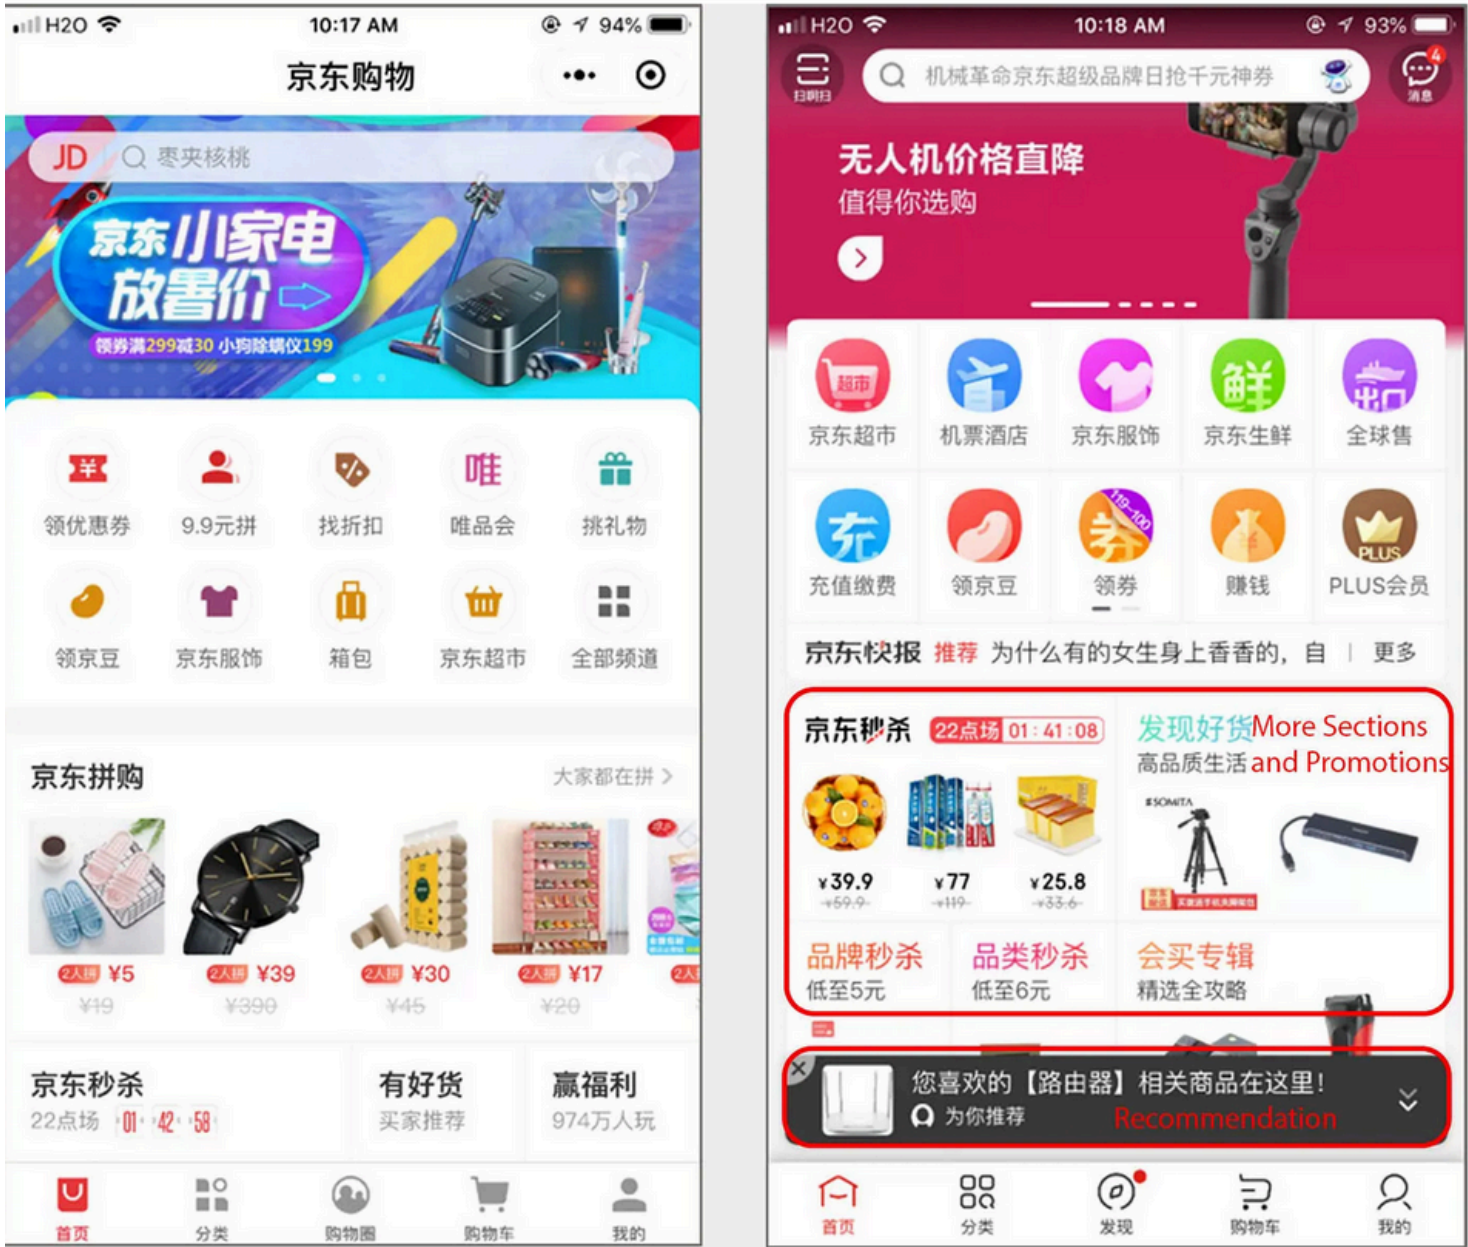 H2O
10:17 AM
94%
京东购物
JD
枣夹核桃
京东小家电
放暑价
领券满299减30 小狗除螨仪199
领优惠券
9.9元拼
找折扣
唯
唯品会
挑礼物
领京豆
京东服饰
箱包
京东超市
全部频道
京东拼购
大家都在拼
2人拼 ¥5
¥19
2人拼 ¥39
¥390
2人拼 ¥30
¥45
2人拼 ¥17
¥20
2人
京东秒杀
22点场 01 42 58
有好货
买家推荐
赢福利
974万人玩
首页
分类
购物圈
购物车
我的
H2O
10:18 AM
93%
扫啊扫
机械革命京东超级品牌日抢千元神券
4
消息
无人机价格直降
值得你选购
超市
京东超市
机票酒店
京东服饰
鲜
京东生鲜
出口
全球售
充
充值缴费
领京豆
券
119-100
领券
赚钱
PLUS
PLUS会员
京东快报 推荐 为什么有的女生身上香香的，自 更多
京东秒杀 22点场 01:41:08
¥39.9
¥59.9
¥77
¥119
¥25.8
¥33.6
发现好货
高品质生活
More Sections
and Promotions
SOMITA
品牌秒杀
低至5元
品类秒杀
低至6元
会买专辑
精选全攻略
您喜欢的【路由器】相关商品在这里！
为你推荐
Recommendation
首页
分类
发现
购物车
我的